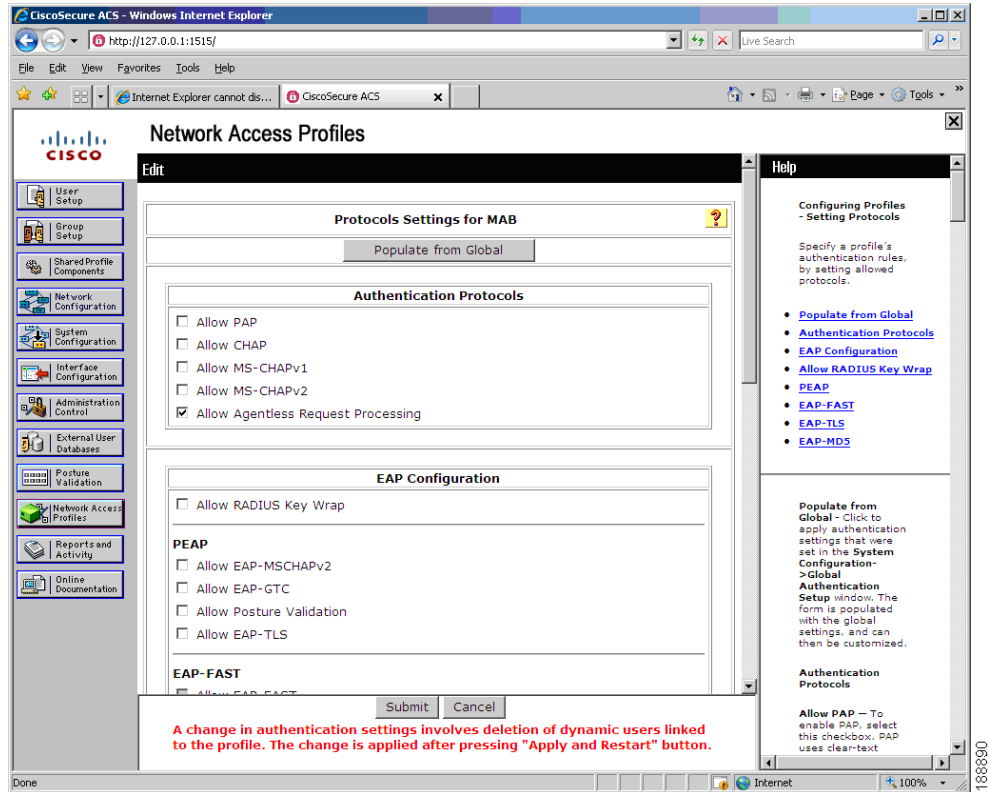 CiscoSecure ACS - Windows Internet Explorer
http://127.0.0.1:1515/
Live Search
File Edit View Favorites Tools Help
Internet Explorer cannot dis...
CiscoSecure ACS
Page Tools
CISCO
Network Access Profiles
User
Setup
Group
Setup
Shared Profile
Components
Network
Configuration
System
Configuration
Interface
Configuration
Administration
Control
External User
Databases
Posture
Validation
Network Access
Profiles
Reports and
Activity
Online
Documentation
Edit
Protocols Settings for MAB
?
Populate from Global
Authentication Protocols
Allow PAP
Allow CHAP
Allow MS-CHAPv1
Allow MS-CHAPv2
Allow Agentless Request Processing
EAP Configuration
Allow RADIUS Key Wrap
PEAP
Allow EAP-MSCHAPv2
Allow EAP-GTC
Allow Posture Validation
Allow EAP-TLS
EAP-FAST
Allow EAP-FAST
Submit Cancel
A change in authentication settings involves deletion of dynamic users linked
to the profile. The change is applied after pressing "Apply and Restart" button.
Help
Configuring Profiles
- Setting Protocols
Specify a profile's
authentication rules,
by setting allowed
protocols.
Populate from Global
Authentication Protocols
EAP Configuration
Allow RADIUS Key Wrap
PEAP
EAP-FAST
EAP-TLS
EAP-MD5
Populate from
Global - Click to
apply authentication
settings that were
set in the System
Configuration-
>Global
Authentication
Setup window. The
form is populated
with the global
settings, and can
then be customized.
Authentication
Protocols
Allow PAP — To
enable PAP, select
this checkbox. PAP
uses clear-text
Done
Internet
100%
188890